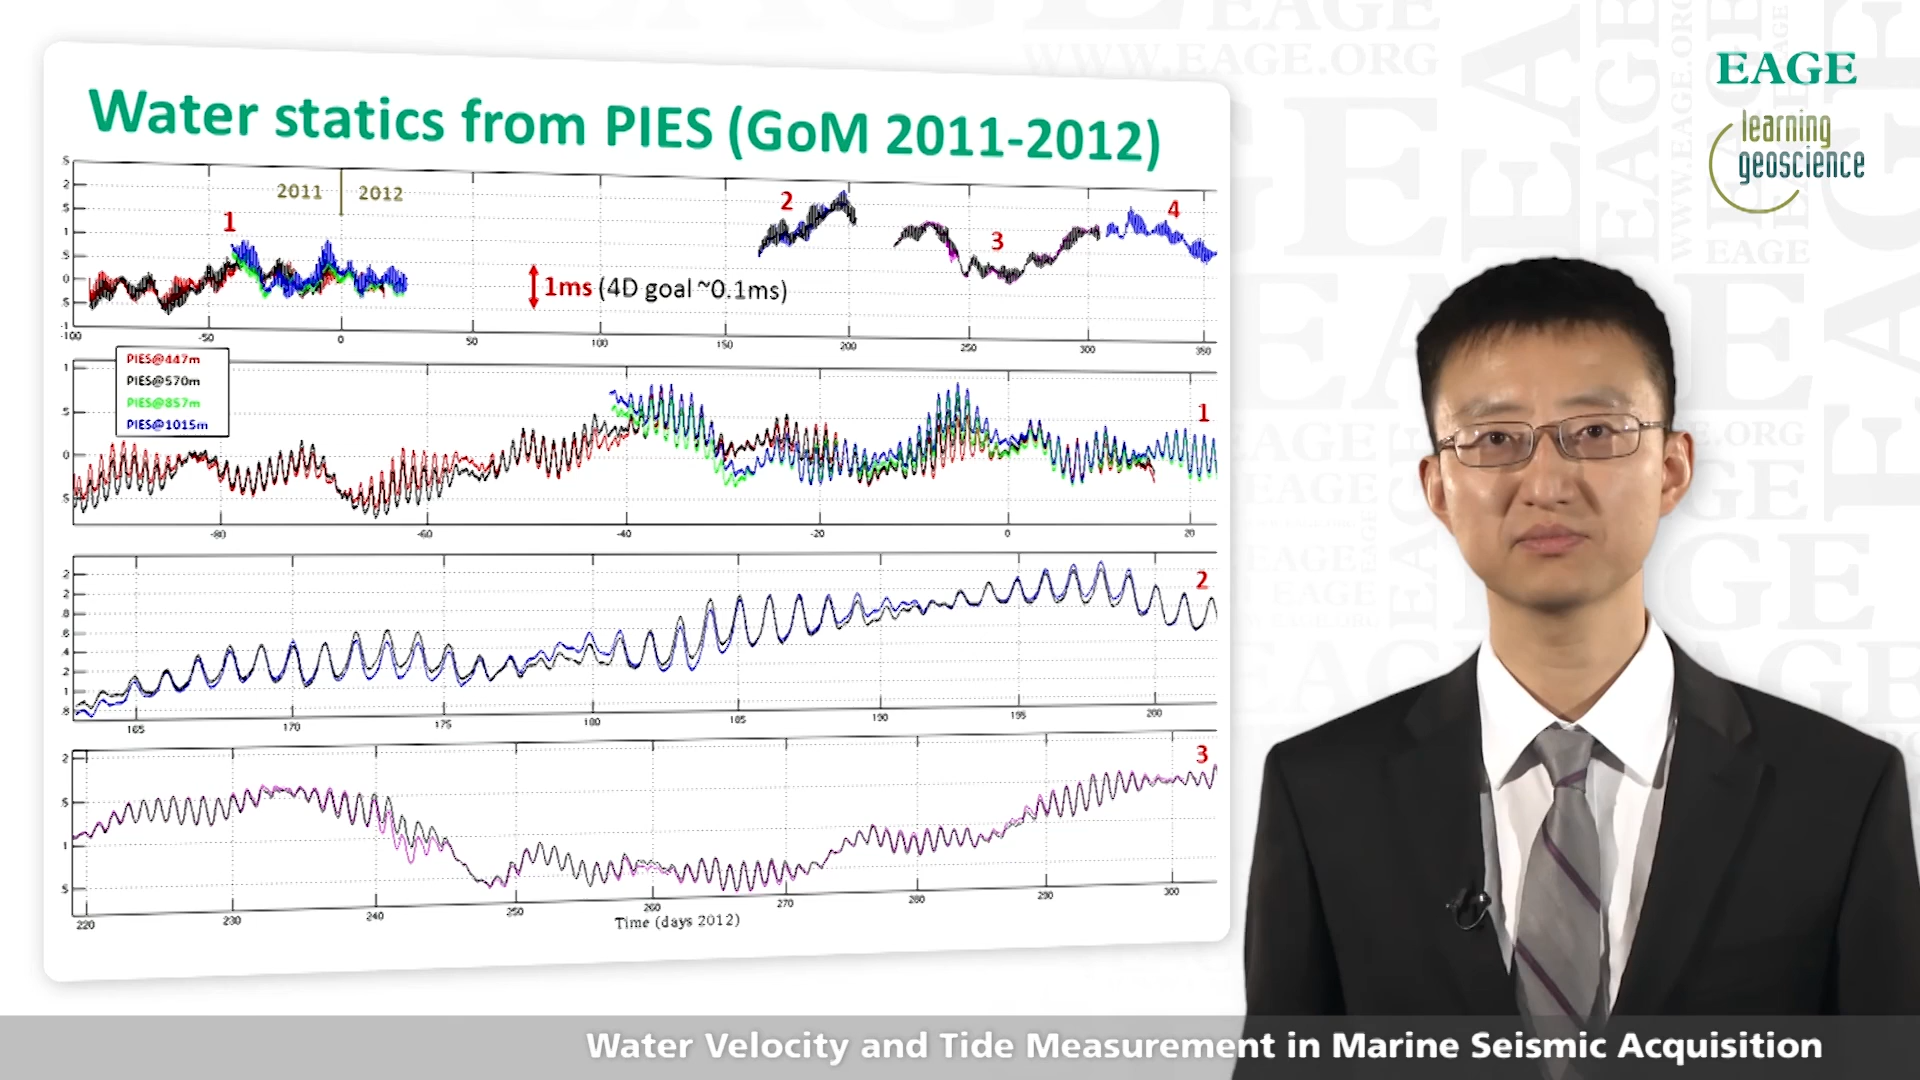 Water statics from PIES (GoM 2011-2012)
EAGE
learning
geoscience
2011 2012
1
2
3
4
1ms (4D goal ~0.1ms)
-100 -50 0 50 100 150 200 250 300 350
PIES@447m
PIES@570m
PIES@857m
PIES@1015m
1
-80 -60 -40 -20 0 20
2
165 170 175 180 185 190 195 200
3
220 230 240 250 260 270 280 290 300
Time (days 2012)
Water Velocity and Tide Measurement in Marine Seismic Acquisition
WWW.EAGE.ORG